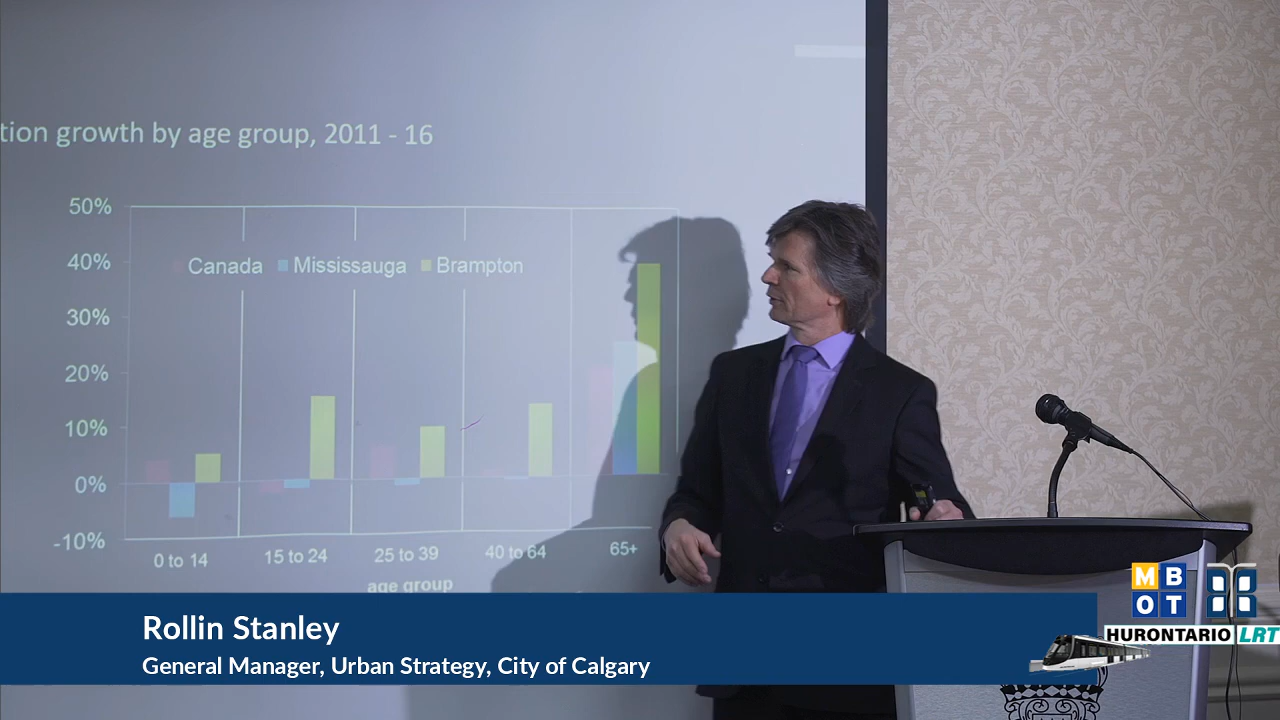 tion growth by age group, 2011 - 16
50%
40%
30%
20%
10%
0%
-10%
Canada Mississauga Brampton
0 to 14 15 to 24 25 to 39 40 to 64 65+
age group
Rollin Stanley
General Manager, Urban Strategy, City of Calgary
MB
OT
HURONTARIO LRT